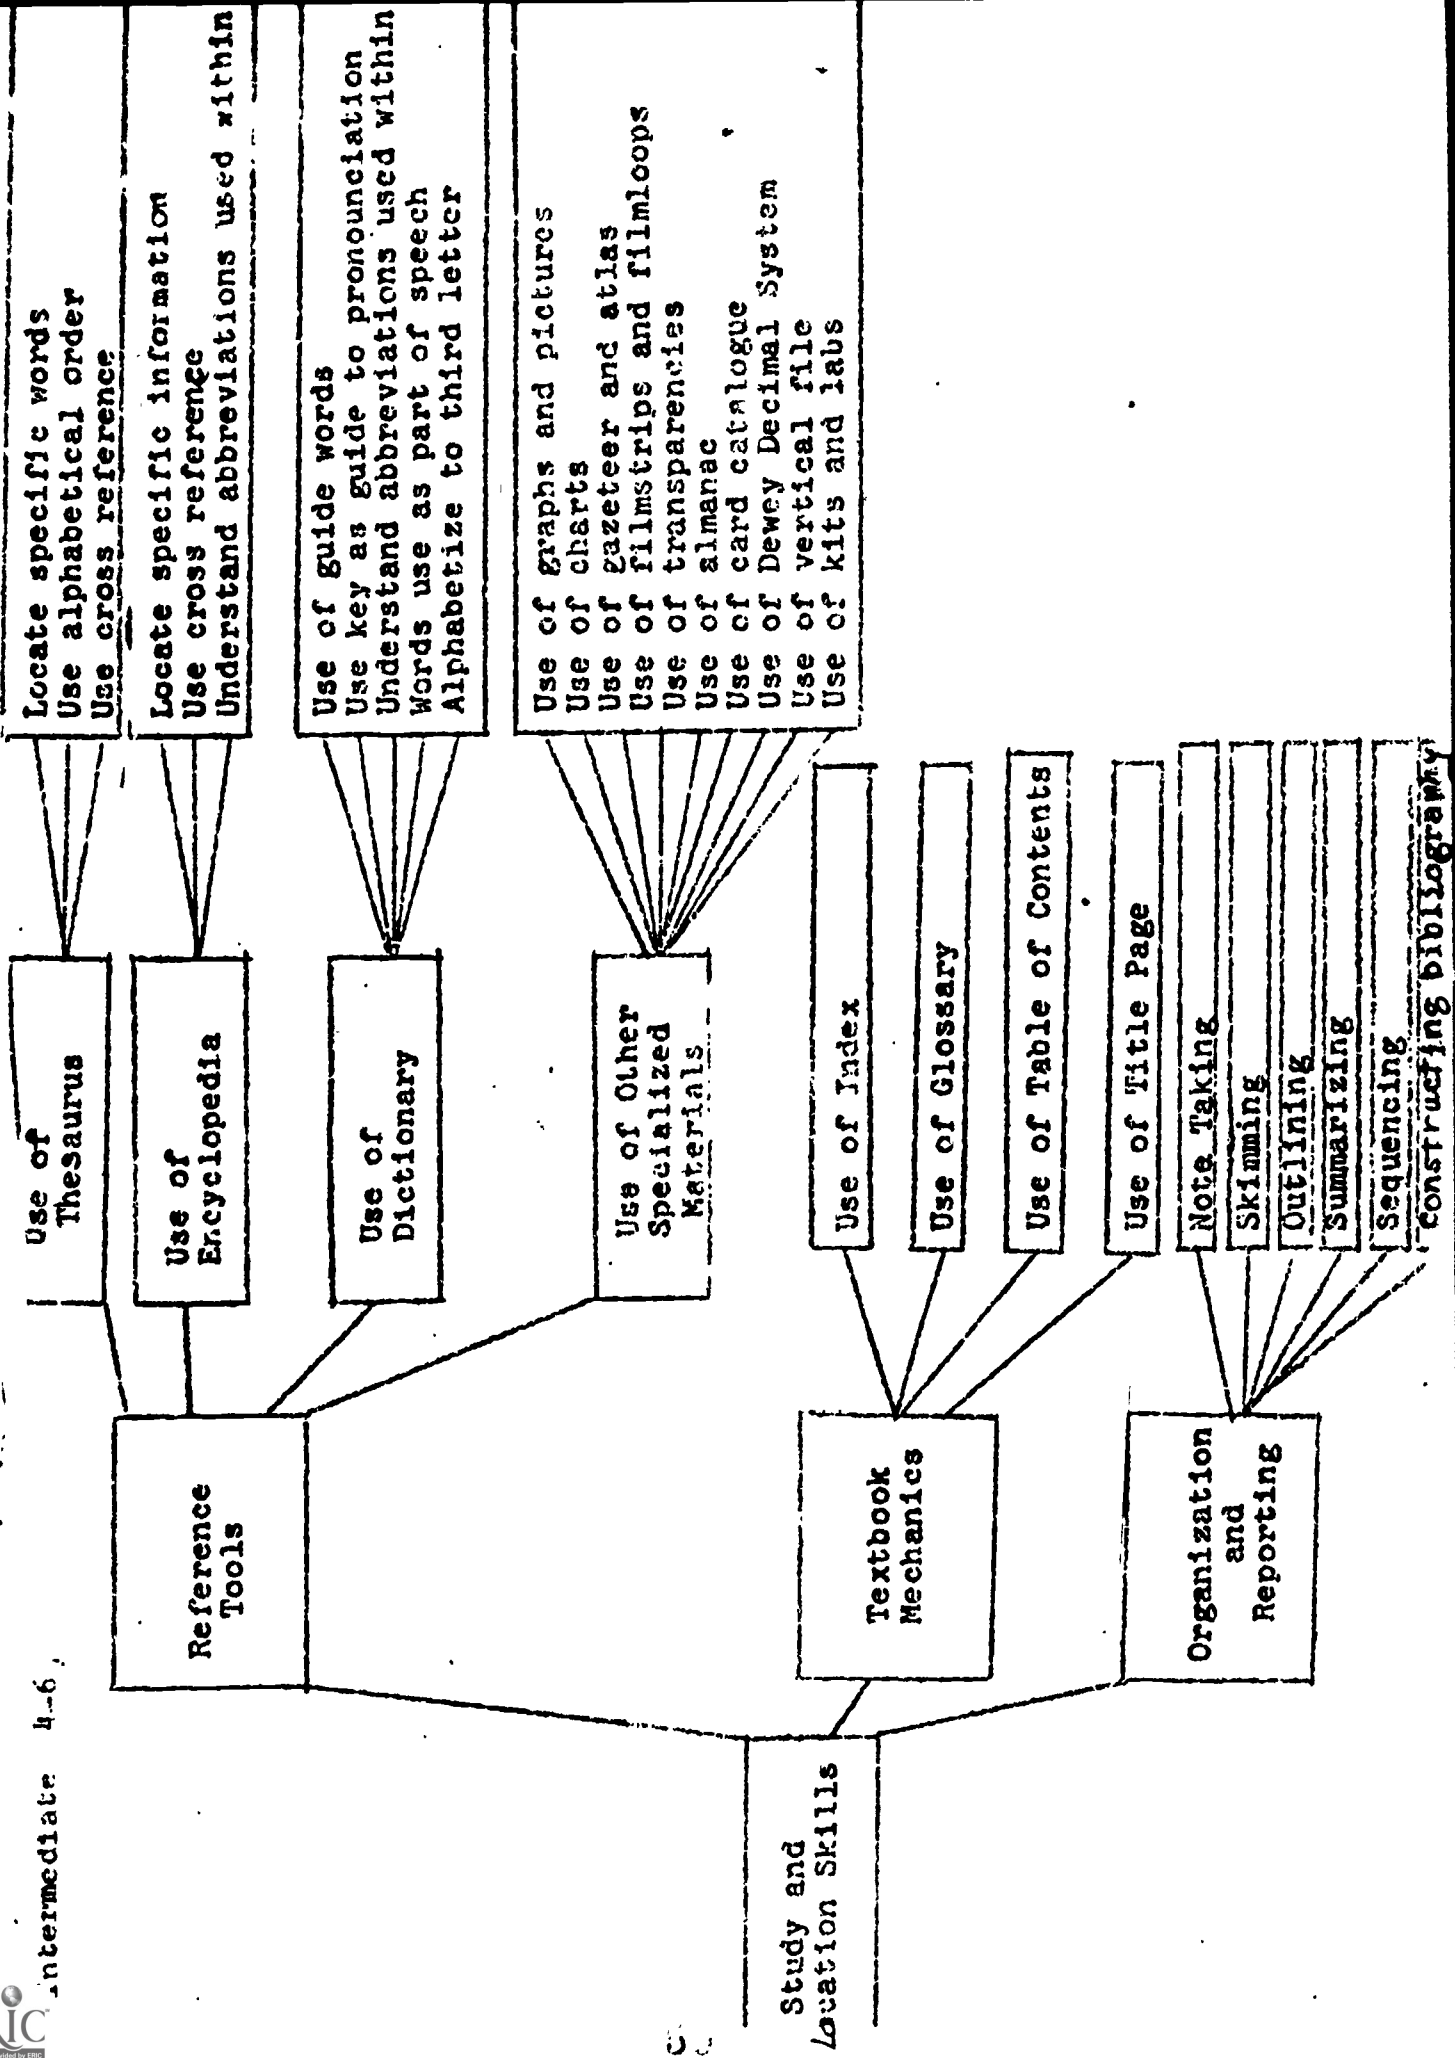 Intermediate 4-6
Study and
Location Skills
Reference
Tools
Use of
Thesaurus
Locate specific words
Use alphabetical order
Use cross reference
Use of
Encyclopedia
Locate specific information
Use cross reference
Understand abbreviations used within
Use of
Dictionary
Use of guide words
Use key as guide to pronounciation
Understand abbreviations used within
Words use as part of speech
Alphabetize to third letter
Use of Other
Specialized
Materials
Use of graphs and pictures
Use of charts
Use of gazeteer and atlas
Use of filmstrips and filmloops
Use of transparencies
Use of almanac
Use of card catalogue
Use of Dewey Decimal System
Use of vertical file
Use of kits and labs
Textbook
Mechanics
Use of Index
Use of Glossary
Use of Table of Contents
Use of Title Page
Organization
and
Reporting
Note Taking
Skimming
Outlining
Summarizing
Sequencing
constructing bibliography